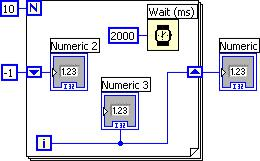 10 N
Wait (ms)
2000
Numeric 2
Numeric
-1
1.23
I32
1.23
I32
Numeric 3
1.23
I32
i